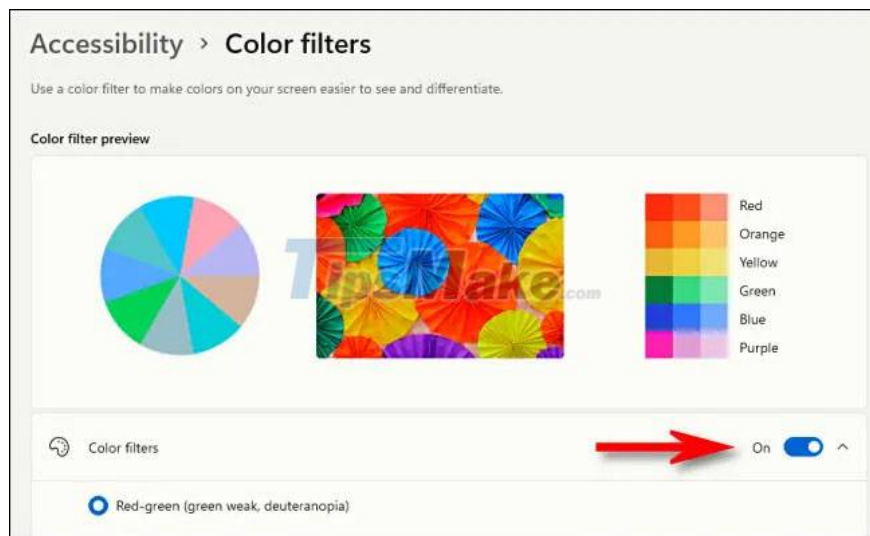 Accessibility > Color filters
Use a color filter to make colors on your screen easier to see and differentiate.
Color filter preview
TipsMake.com
Red
Orange
Yellow
Green
Blue
Purple
Color filters
On
Red-green (green weak, deuteranopia)